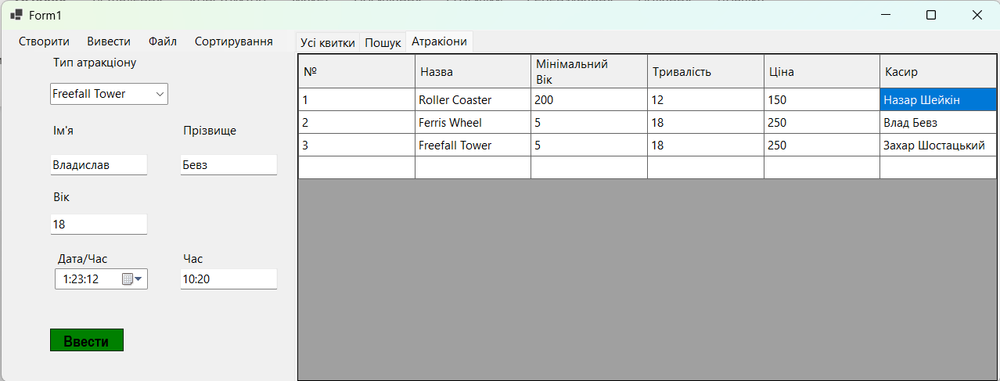 Form1
Створити Вивести Файл Сортирування
Усі квитки Пошук Атракіони
Тип атракціону
Freefall Tower
Ім'я Прізвище
Владислав Бевз
Вік
18
Дата/Час Час
1:23:12 10:20
Ввести
№ Назва Мінімальний Вік Тривалість Ціна Касир
1 Roller Coaster 200 12 150 Назар Шейкін
2 Ferris Wheel 5 18 250 Влад Бевз
3 Freefall Tower 5 18 250 Захар Шостацький